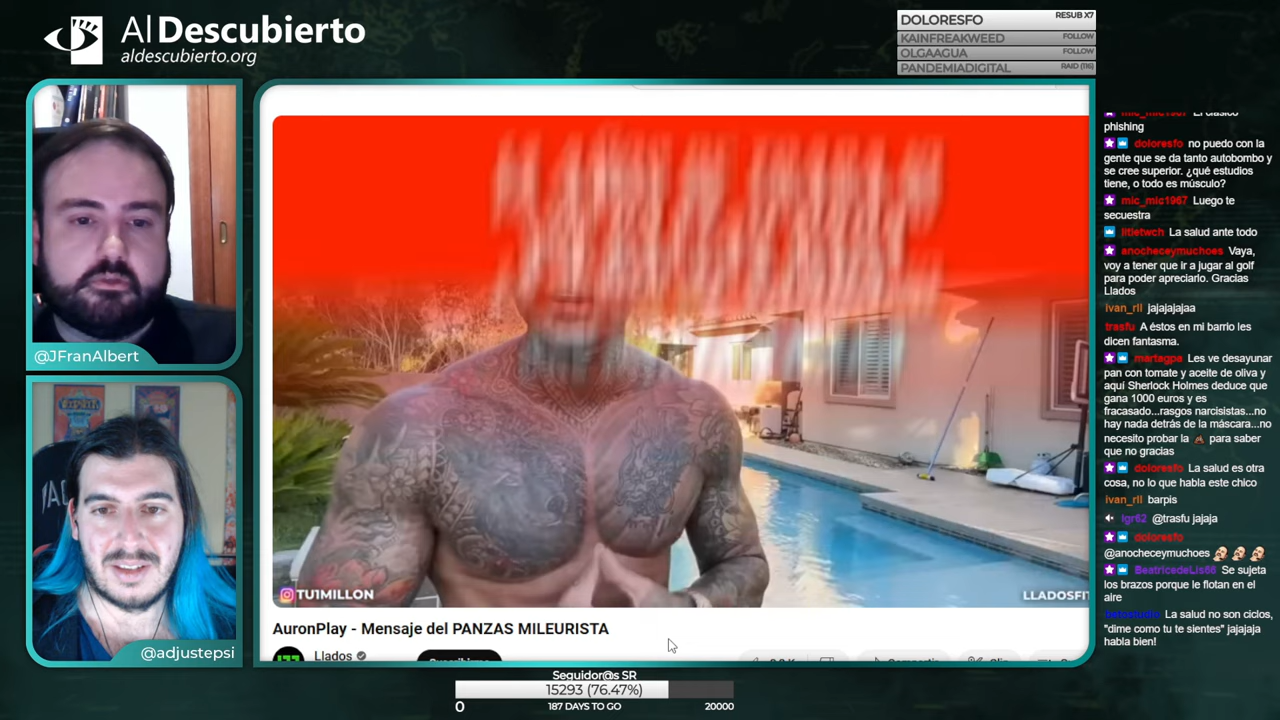 Al Descubierto
aldescubierto.org
DOLORESFO RESUB X7
KAINFREAKWEED FOLLOW
OLGAAGUA FOLLOW
PANDEMIADIGITAL RAID (116)
@JFranAlbert
@adjustepsi
TU1MILLON
LLADOSFIT
AuronPlay - Mensaje del PANZAS MILEURISTA
Llados
Seguidor@s SR
15293 (76.47%)
0 187 DAYS TO GO 20000
phishing
doloresfo no puedo con la
gente que se da tanto autobombo y
se cree superior. ¿qué estudios
tiene, o todo es músculo?
mic_mic1967 Luego te
secuestra
litletwch La salud ante todo
anocheceymuchoes Vaya,
voy a tener que ir a jugar al golf
para poder apreciarlo. Gracias
Llados
ivan_rll jajajajajaa
trasfu A éstos en mi barrio les
dicen fantasma.
martagpa Les ve desayunar
pan con tomate y aceite de oliva y
aquí Sherlock Holmes deduce que
gana 1000 euros y es
fracasado...rasgos narcisistas...no
hay nada detrás de la máscara...no
necesito probar la para saber
que no gracias
doloresfo La salud es otra
cosa, no lo que habla este chico
ivan_rll barpis
igr62 @trasfu jajaja
doloresfo
@anocheceymuchoes
BeatricedeLis66 Se sujeta
los brazos porque le flotan en el
aire
La salud no son ciclos,
"dime como tu te sientes" jajajaja
habla bien!